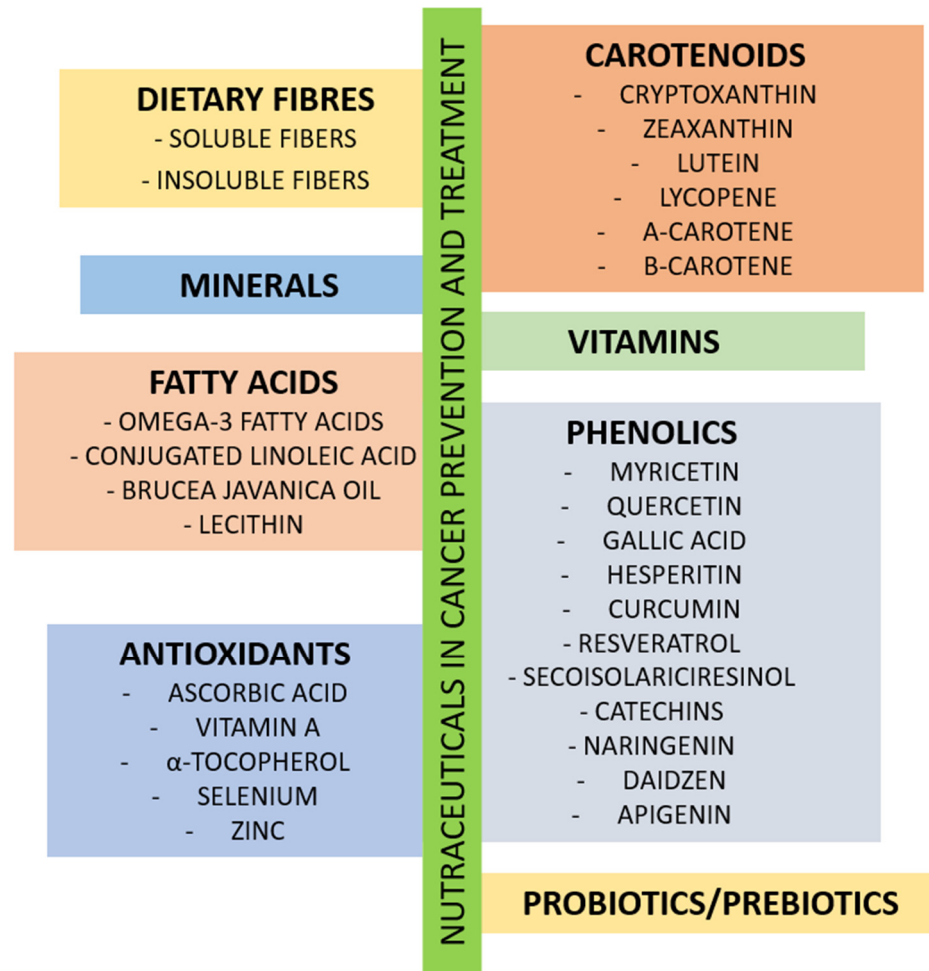 NUTRACEUTICALS IN CANCER PREVENTION AND TREATMENT
DIETARY FIBRES
- SOLUBLE FIBERS
- INSOLUBLE FIBERS
MINERALS
FATTY ACIDS
- OMEGA-3 FATTY ACIDS
- CONJUGATED LINOLEIC ACID
- BRUCEA JAVANICA OIL
- LECITHIN
ANTIOXIDANTS
- ASCORBIC ACID
- VITAMIN A
- α-TOCOPHEROL
- SELENIUM
- ZINC
CAROTENOIDS
- CRYPTOXANTHIN
- ZEAXANTHIN
- LUTEIN
- LYCOPENE
- A-CAROTENE
- B-CAROTENE
VITAMINS
PHENOLICS
- MYRICETIN
- QUERCETIN
- GALLIC ACID
- HESPERITIN
- CURCUMIN
- RESVERATROL
- SECOISOLARICIRESINOL
- CATECHINS
- NARINGENIN
- DAIDZEN
- APIGENIN
PROBIOTICS/PREBIOTICS